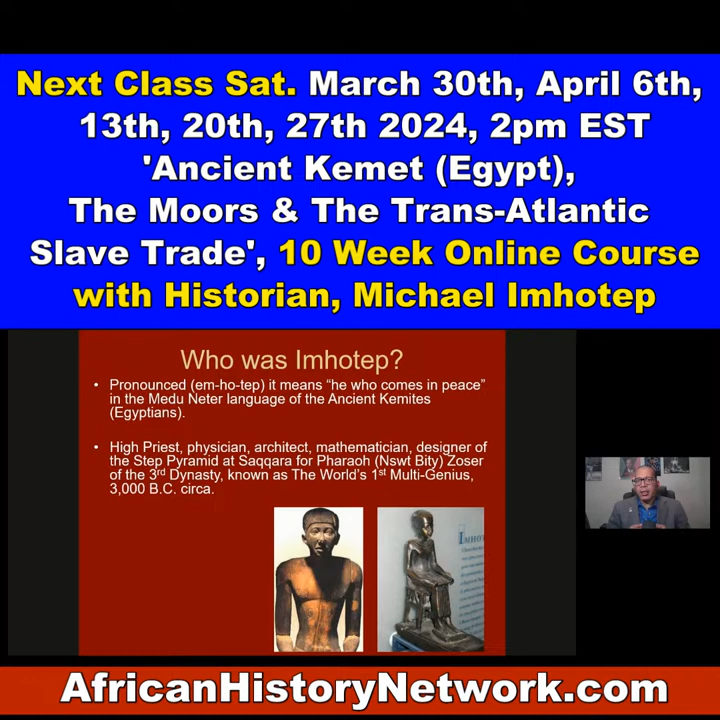 Next Class Sat. March 30th, April 6th,
13th, 20th, 27th 2024, 2pm EST
'Ancient Kemet (Egypt),
The Moors & The Trans-Atlantic
Slave Trade', 10 Week Online Course
with Historian, Michael Imhotep
Who was Imhotep?
• Pronounced (em-ho-tep) it means “he who comes in peace”
in the Medu Neter language of the Ancient Kemites
(Egyptians).
• High Priest, physician, architect, mathematician, designer of
the Step Pyramid at Saqqara for Pharaoh (Nswt Bity) Zoser
of the 3rd Dynasty, known as The World's 1st Multi-Genius,
3,000 B.C. circa.
IMHOT
AfricanHistoryNetwork.com